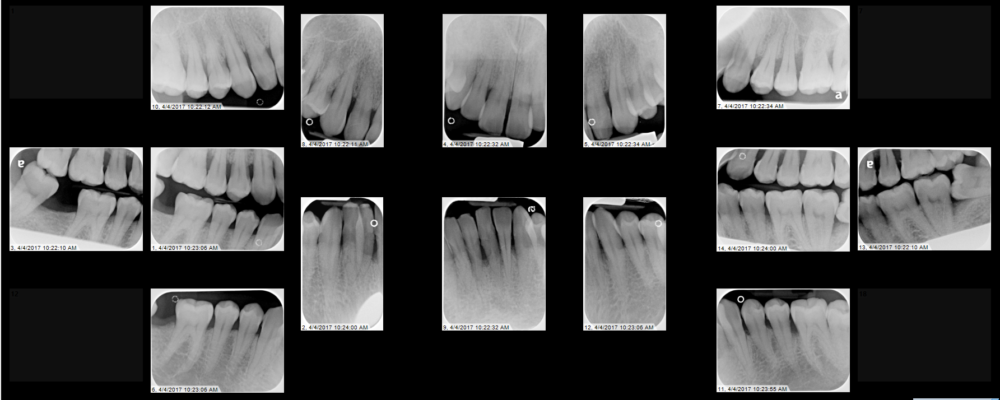 1
7
10, 4/4/2017 10:22:12 AM
8, 4/4/2017 10:22:11 AM
4, 4/4/2017 10:22:32 AM
5, 4/4/2017 10:22:34 AM
7, 4/4/2017 10:22:34 AM
a
a
a
3, 4/4/2017 10:22:10 AM
1, 4/4/2017 10:23:06 AM
14, 4/4/2017 10:24:00 AM
13, 4/4/2017 10:22:10 AM
2, 4/4/2017 10:24:00 AM
9, 4/4/2017 10:22:32 AM
12, 4/4/2017 10:23:06 AM
12
18
6, 4/4/2017 10:23:06 AM
11, 4/4/2017 10:23:55 AM